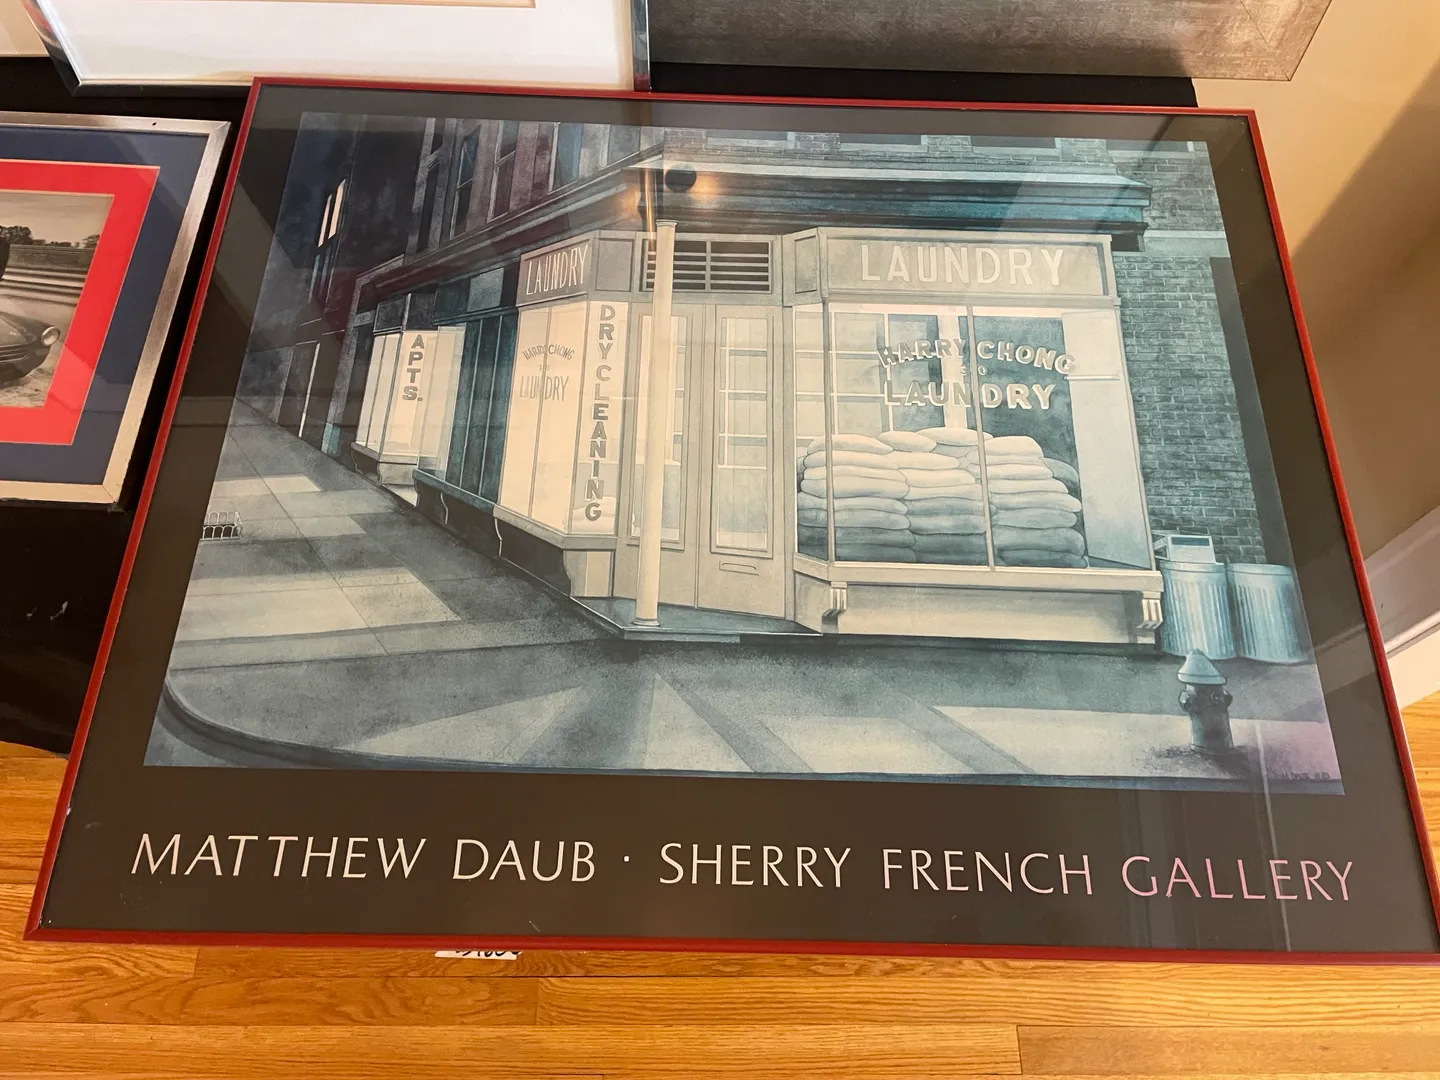 LAUNDRY
LAUNDRY
DRY CLEANING
APTS.
HARRY CHONG
LAUNDRY
HARRY CHONG
LAUNDRY
MATTHEW DAUB · SHERRY FRENCH GALLERY